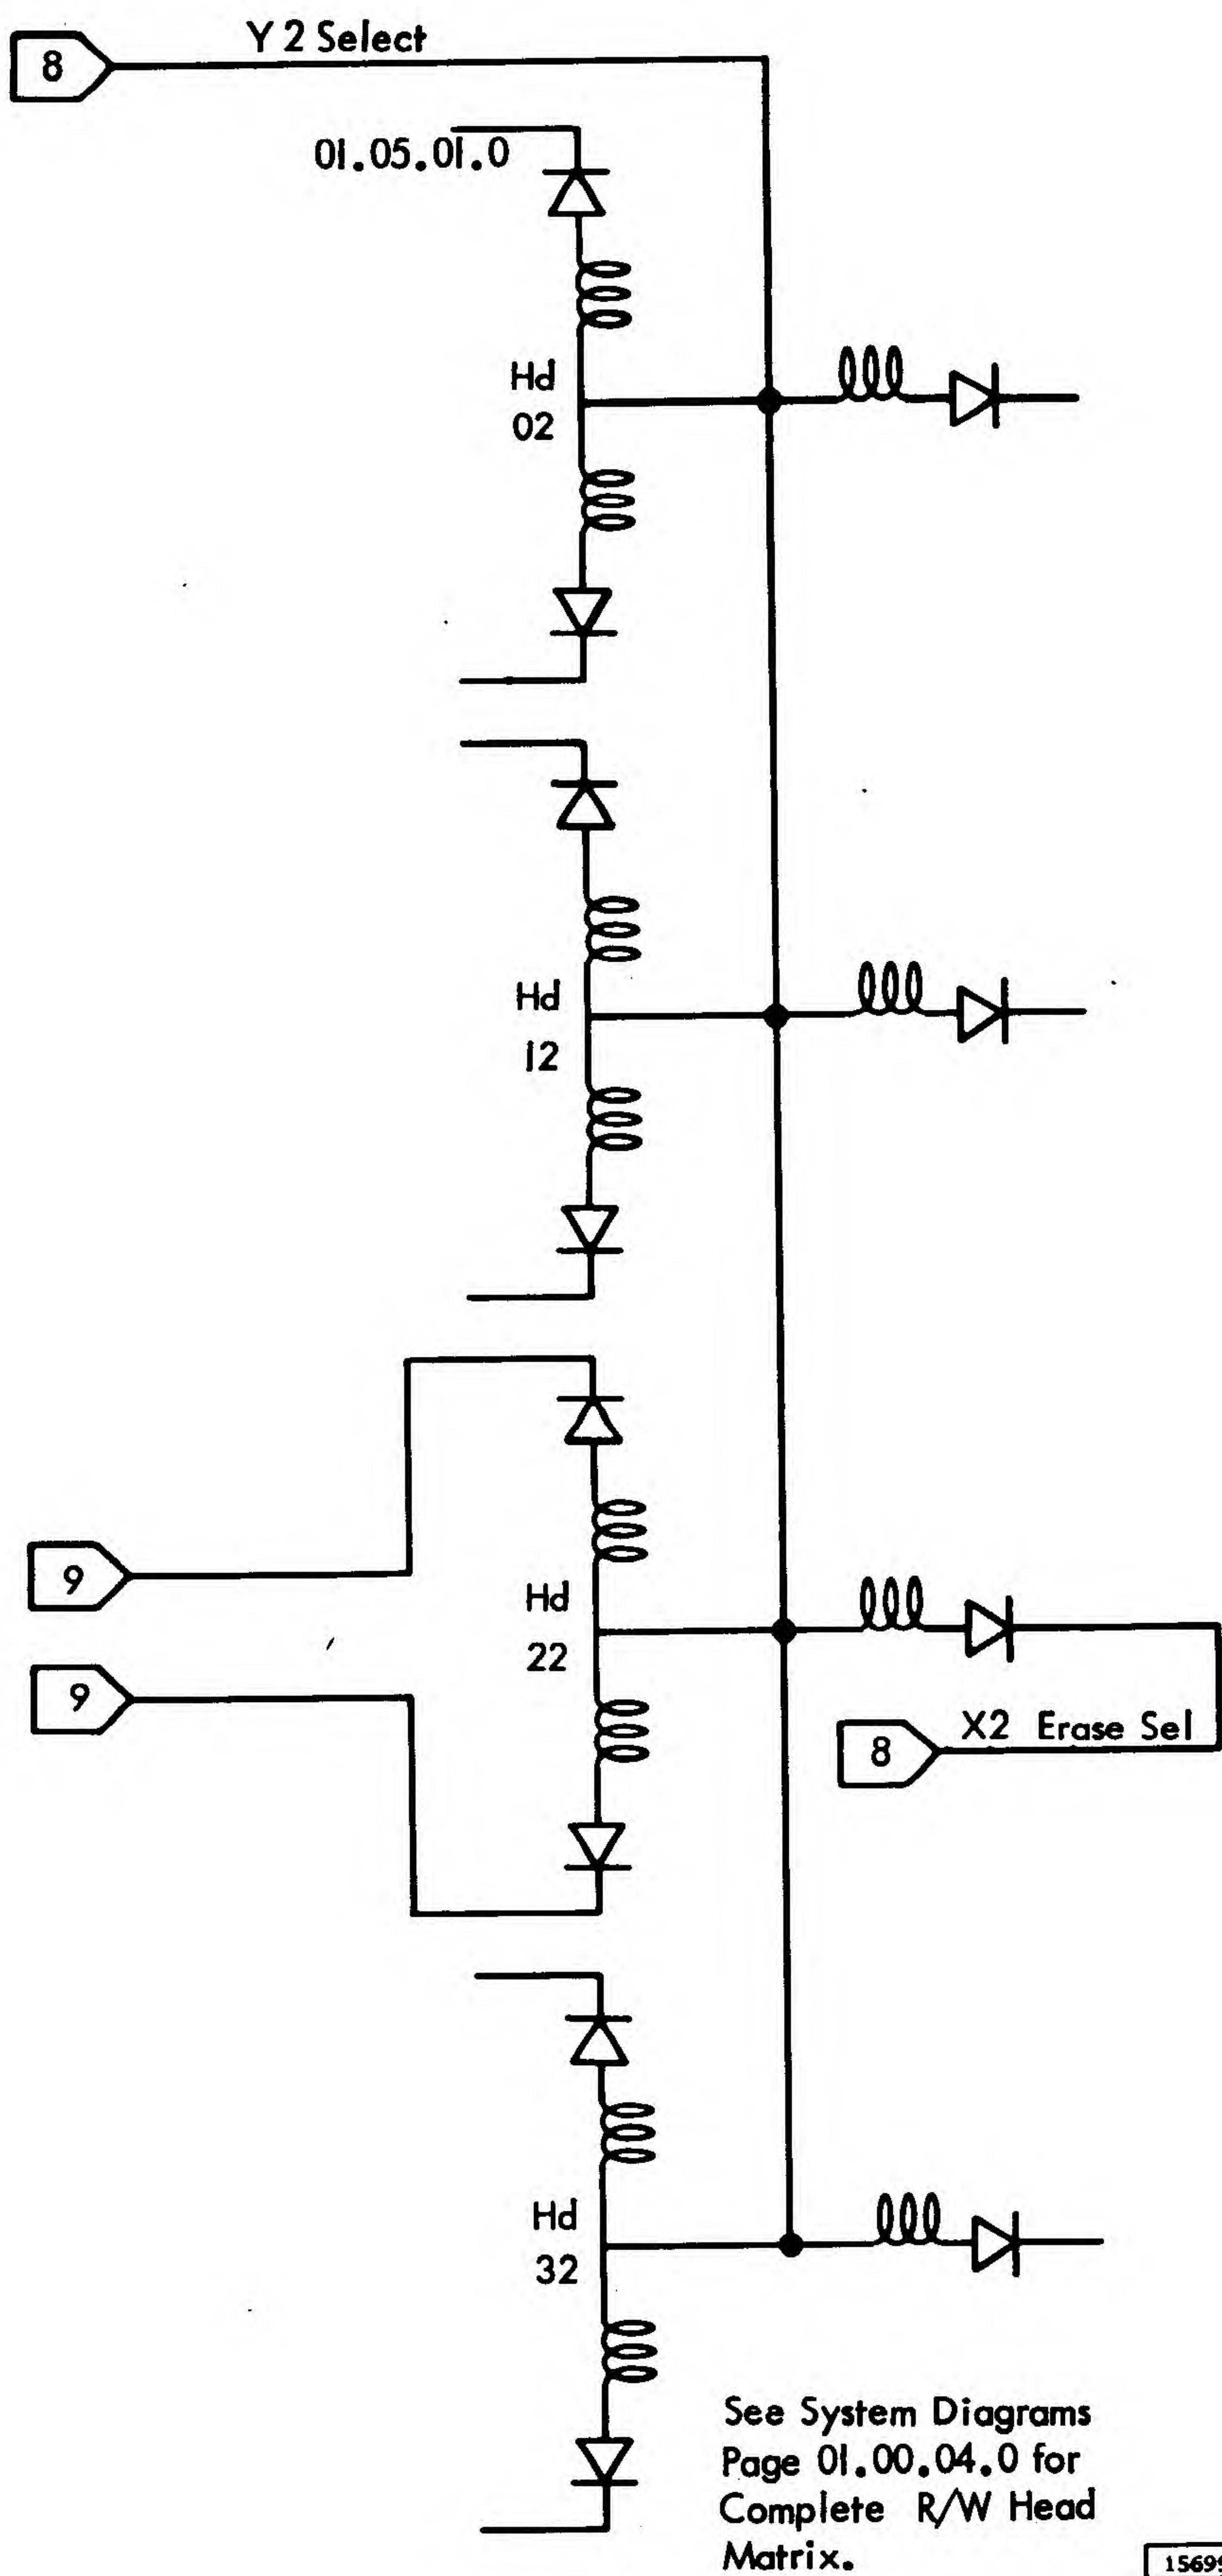 Y 2 Select
8
01.05.01.0
Hd
02
Hd
12
9
Hd
22
9
X2 Erase Sel
8
Hd
32
See System Diagrams
Page 01.00.04.0 for
Complete R/W Head
Matrix.